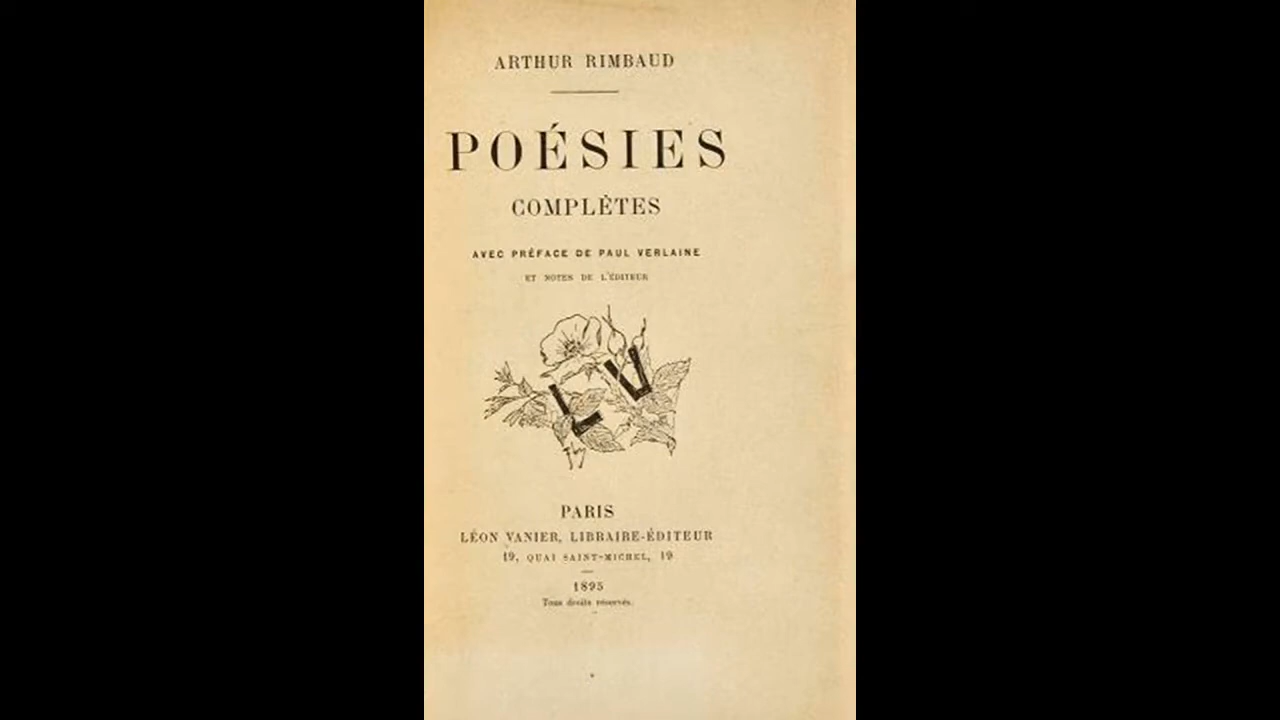 ARTHUR RIMBAUD
POÉSIES
COMPLÈTES
AVEC PRÉFACE DE PAUL VERLAINE
ET NOTES DE L'ÉDITEUR
L V
PARIS
LÉON VANIER, LIBRAIRE-ÉDITEUR
19, QUAI SAINT-MICHEL, 19
1895
Tous droits réservés.